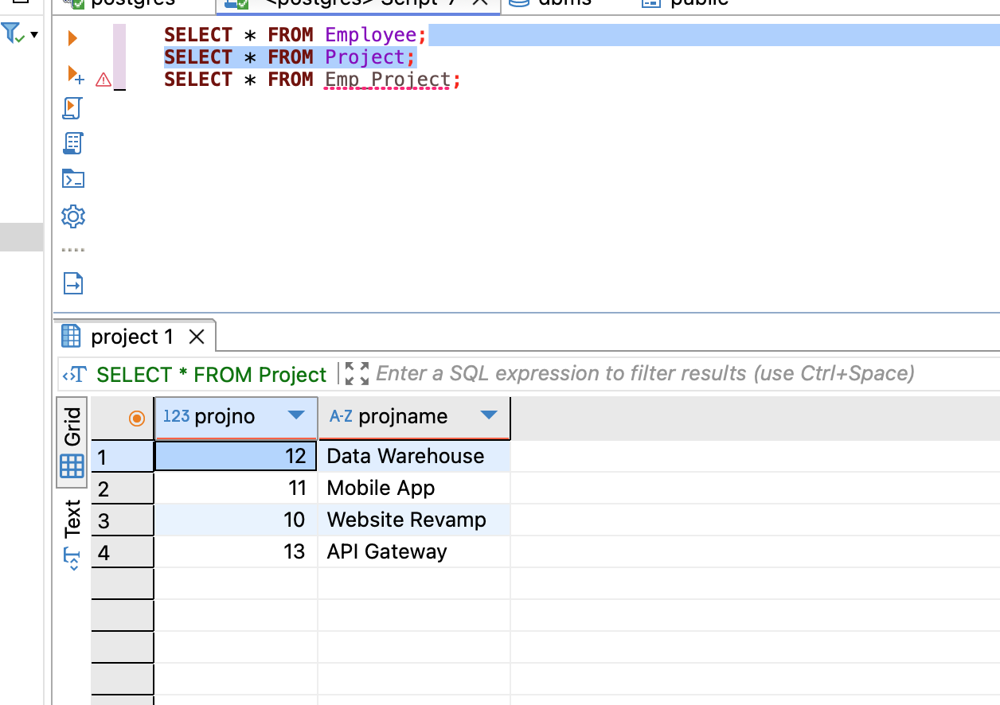 postgres <postgres> Script-7 dbms public
SELECT * FROM Employee;
SELECT * FROM Project;
SELECT * FROM Emp_Project;
project 1
SELECT * FROM Project Enter a SQL expression to filter results (use Ctrl+Space)
Grid
Text
123 projno A-Z projname
1 12 Data Warehouse
2 11 Mobile App
3 10 Website Revamp
4 13 API Gateway